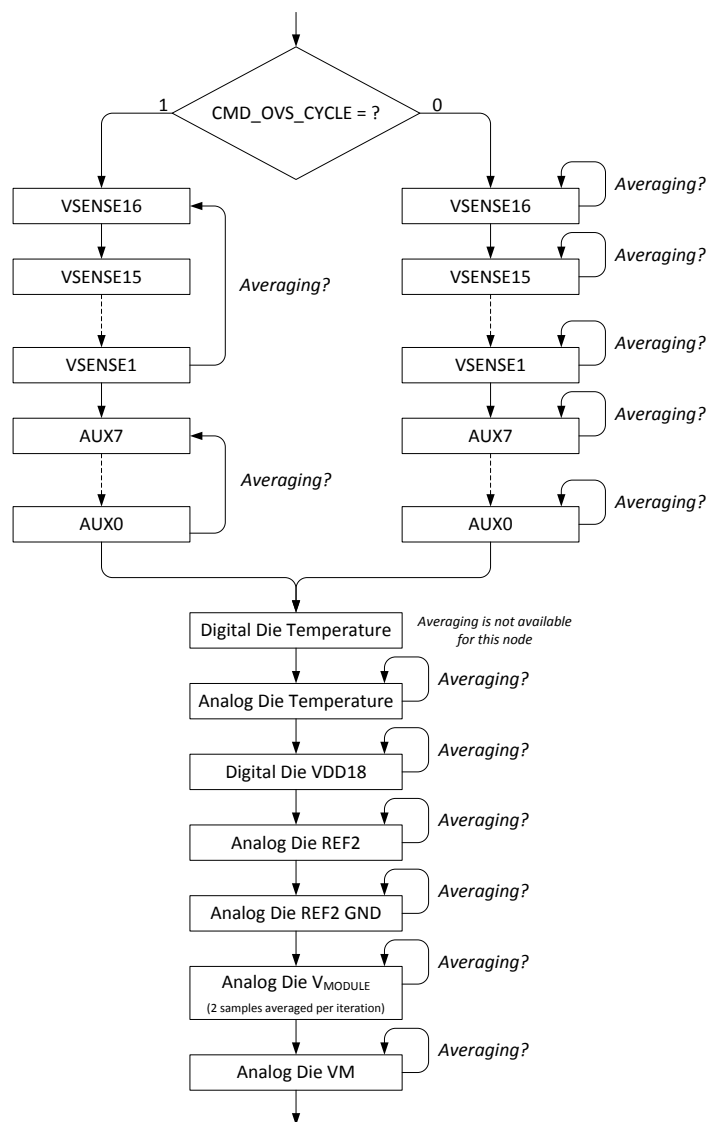 CMD_OVS_CYCLE = ?
1
0
VSENSE16
VSENSE15
VSENSE1
Averaging?
AUX7
AUX0
Averaging?
VSENSE16
Averaging?
VSENSE15
Averaging?
VSENSE1
Averaging?
AUX7
Averaging?
AUX0
Averaging?
Digital Die Temperature
Averaging is not available
for this node
Analog Die Temperature
Averaging?
Digital Die VDD18
Averaging?
Analog Die REF2
Averaging?
Analog Die REF2 GND
Averaging?
Analog Die VMODULE
(2 samples averaged per iteration)
Averaging?
Analog Die VM
Averaging?